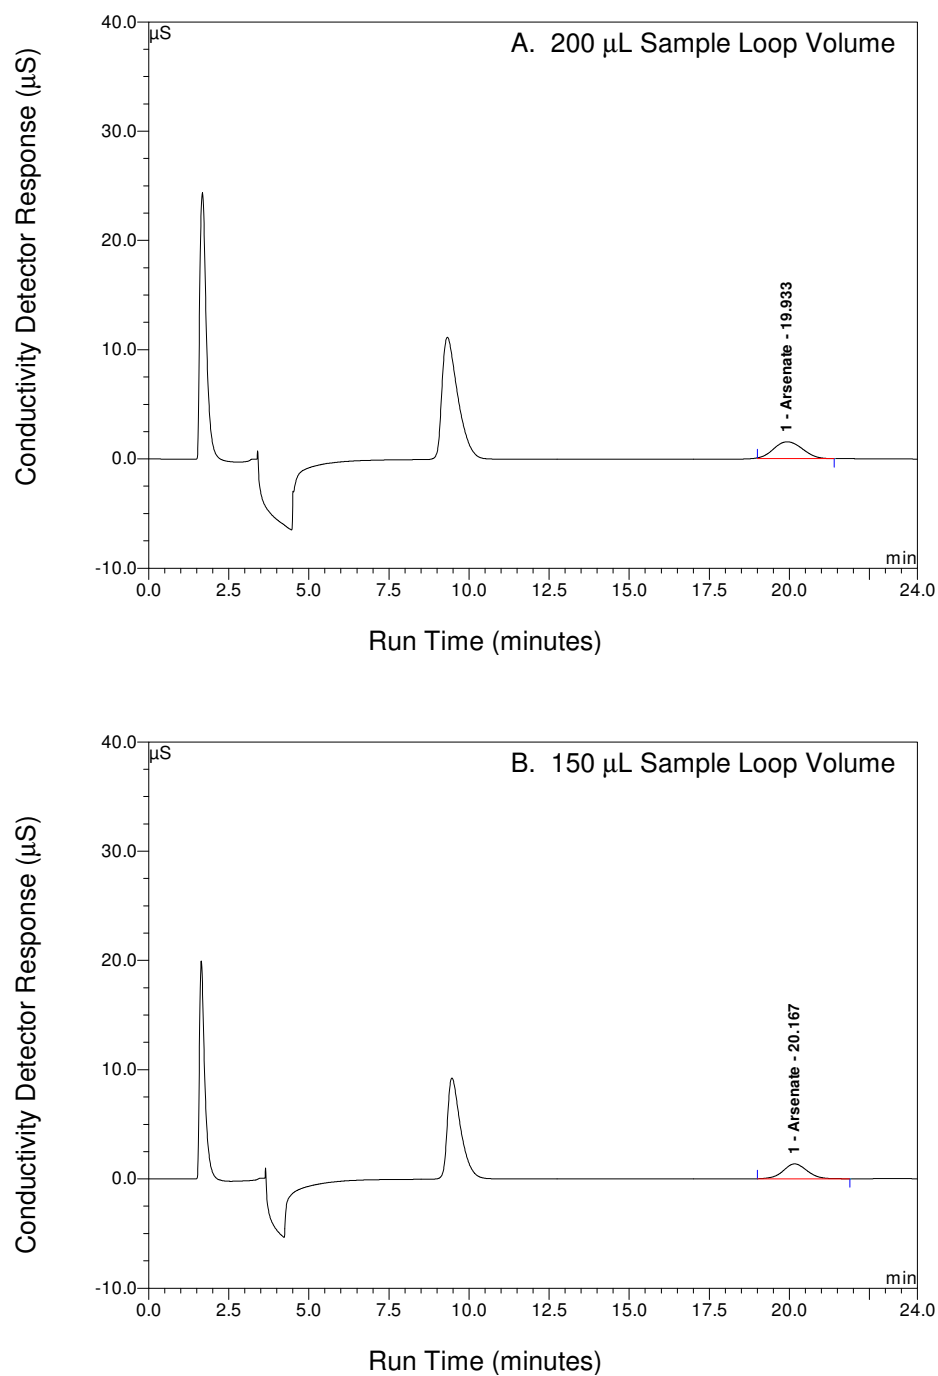 A. 200 μL Sample Loop Volume
µS
Conductivity Detector Response (µS)
40.0
30.0
20.0
10.0
0.0
-10.0
1 - Arsenate - 19.933
min
0.0 2.5 5.0 7.5 10.0 12.5 15.0 17.5 20.0 24.0
Run Time (minutes)
B. 150 μL Sample Loop Volume
µS
Conductivity Detector Response (µS)
40.0
30.0
20.0
10.0
0.0
-10.0
1 - Arsenate - 20.167
min
0.0 2.5 5.0 7.5 10.0 12.5 15.0 17.5 20.0 24.0
Run Time (minutes)